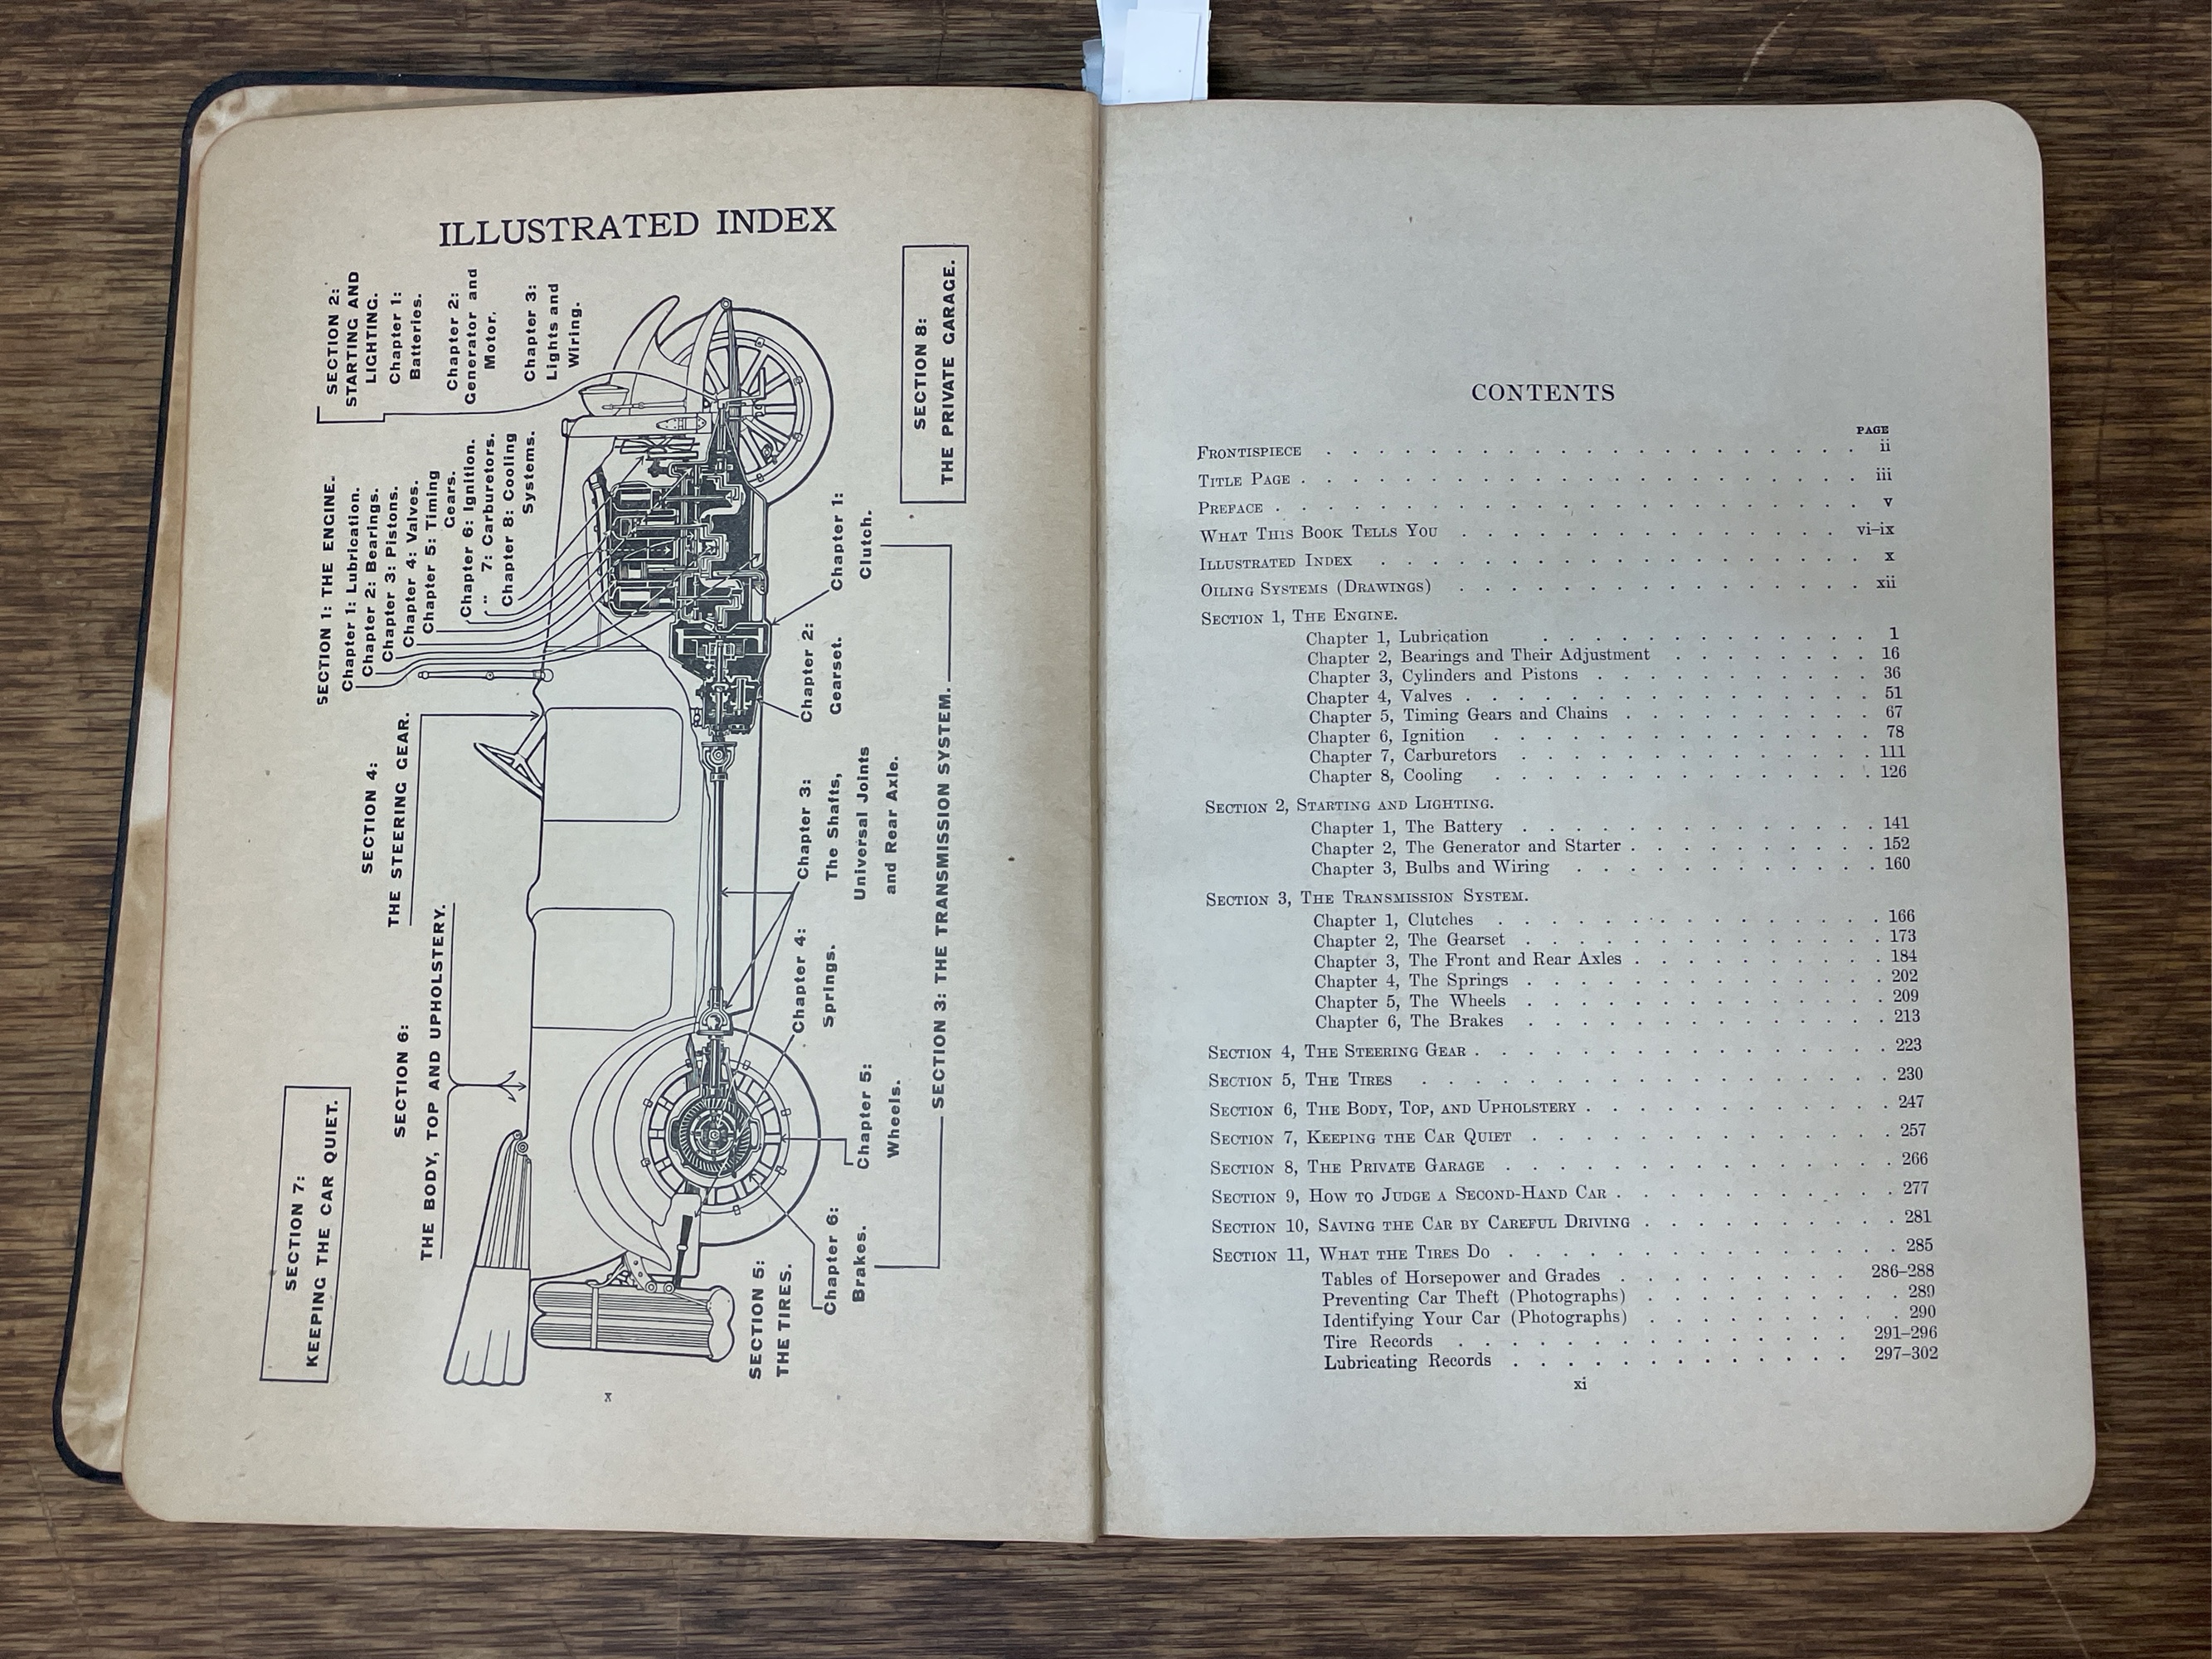 ILLUSTRATED INDEX
SECTION 7:
KEEPING THE CAR QUIET.
SECTION 6:
THE BODY, TOP AND UPHOLSTERY.
SECTION 4:
THE STEERING GEAR.
SECTION 1: THE ENGINE.
Chapter 1: Lubrication.
Chapter 2: Bearings.
Chapter 3: Pistons.
Chapter 4: Valves.
Chapter 5: Timing
Gears.
Chapter 6: Ignition.
" 7: Carburetors.
Chapter 8: Cooling
Systems.
SECTION 2:
STARTING AND
LIGHTING.
Chapter 1:
Batteries.
Chapter 2:
Generator and
Motor.
Chapter 3:
Lights and
Wiring.
SECTION 5:
THE TIRES.
Chapter 6:
Brakes.
Chapter 5:
Wheels.
Chapter 4:
Springs.
Chapter 3:
The Shafts,
Universal Joints
and Rear Axle.
Chapter 2:
Gearset.
Chapter 1:
Clutch.
SECTION 3: THE TRANSMISSION SYSTEM.
SECTION 8:
THE PRIVATE GARAGE.
x
CONTENTS
PAGE
FRONTISPIECE . . . . . . . . . . . . . . . . . . . ii
TITLE PAGE . . . . . . . . . . . . . . . . . . . iii
PREFACE . . . . . . . . . . . . . . . . . . . . v
WHAT THIS BOOK TELLS YOU . . . . . . . . . . . . . . vi–ix
ILLUSTRATED INDEX . . . . . . . . . . . . . . . . . x
OILING SYSTEMS (DRAWINGS) . . . . . . . . . . . . . . xii
SECTION 1, THE ENGINE.
Chapter 1, Lubrication . . . . . . . . . . . . 1
Chapter 2, Bearings and Their Adjustment . . . . . . . . 16
Chapter 3, Cylinders and Pistons . . . . . . . . . . 36
Chapter 4, Valves . . . . . . . . . . . . . . 51
Chapter 5, Timing Gears and Chains . . . . . . . . . 67
Chapter 6, Ignition . . . . . . . . . . . . . 78
Chapter 7, Carburetors . . . . . . . . . . . . 111
Chapter 8, Cooling . . . . . . . . . . . . . 126
SECTION 2, STARTING AND LIGHTING.
Chapter 1, The Battery . . . . . . . . . . . . 141
Chapter 2, The Generator and Starter . . . . . . . . . 152
Chapter 3, Bulbs and Wiring . . . . . . . . . . . 160
SECTION 3, THE TRANSMISSION SYSTEM.
Chapter 1, Clutches . . . . . . . . . . . . . 166
Chapter 2, The Gearset . . . . . . . . . . . . 173
Chapter 3, The Front and Rear Axles . . . . . . . . . 184
Chapter 4, The Springs . . . . . . . . . . . . 202
Chapter 5, The Wheels . . . . . . . . . . . . 209
Chapter 6, The Brakes . . . . . . . . . . . . 213
SECTION 4, THE STEERING GEAR . . . . . . . . . . . . . 223
SECTION 5, THE TIRES . . . . . . . . . . . . . . . 230
SECTION 6, THE BODY, TOP, AND UPHOLSTERY . . . . . . . . . . 247
SECTION 7, KEEPING THE CAR QUIET . . . . . . . . . . . . 257
SECTION 8, THE PRIVATE GARAGE . . . . . . . . . . . . 266
SECTION 9, HOW TO JUDGE A SECOND-HAND CAR . . . . . . . . . 277
SECTION 10, SAVING THE CAR BY CAREFUL DRIVING . . . . . . . . 281
SECTION 11, WHAT THE TIRES DO . . . . . . . . . . . . 285
Tables of Horsepower and Grades . . . . . . . . 286–288
Preventing Car Theft (Photographs) . . . . . . . . . 289
Identifying Your Car (Photographs) . . . . . . . . . 290
Tire Records . . . . . . . . . . . . . 291–296
Lubricating Records . . . . . . . . . . . 297–302
xi